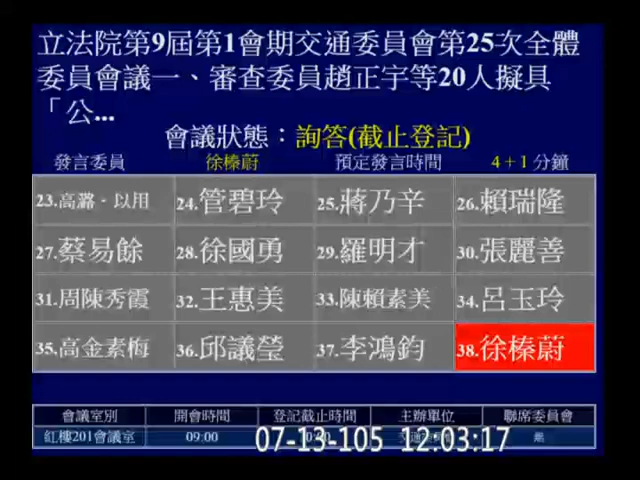 立法院第9屆第1會期交通委員會第25次全體
委員會議一、審查委員趙正宇等20人擬具
「公...
會議狀態：詢答(截止登記)
發言委員 徐榛蔚 預定發言時間 4+1 分鐘
23.高潞．以用 24.管碧玲 25.蔣乃辛 26.賴瑞隆
27.蔡易餘 28.徐國勇 29.羅明才 30.張麗善
31.周陳秀霞 32.王惠美 33.陳賴素美 34.呂玉玲
35.高金素梅 36.邱議瑩 37.李鴻鈞 38.徐榛蔚
會議室別 開會時間 登記截止時間 主辦單位 聯席委員會
紅樓201會議室 09:00
07-13-105 12:03:17